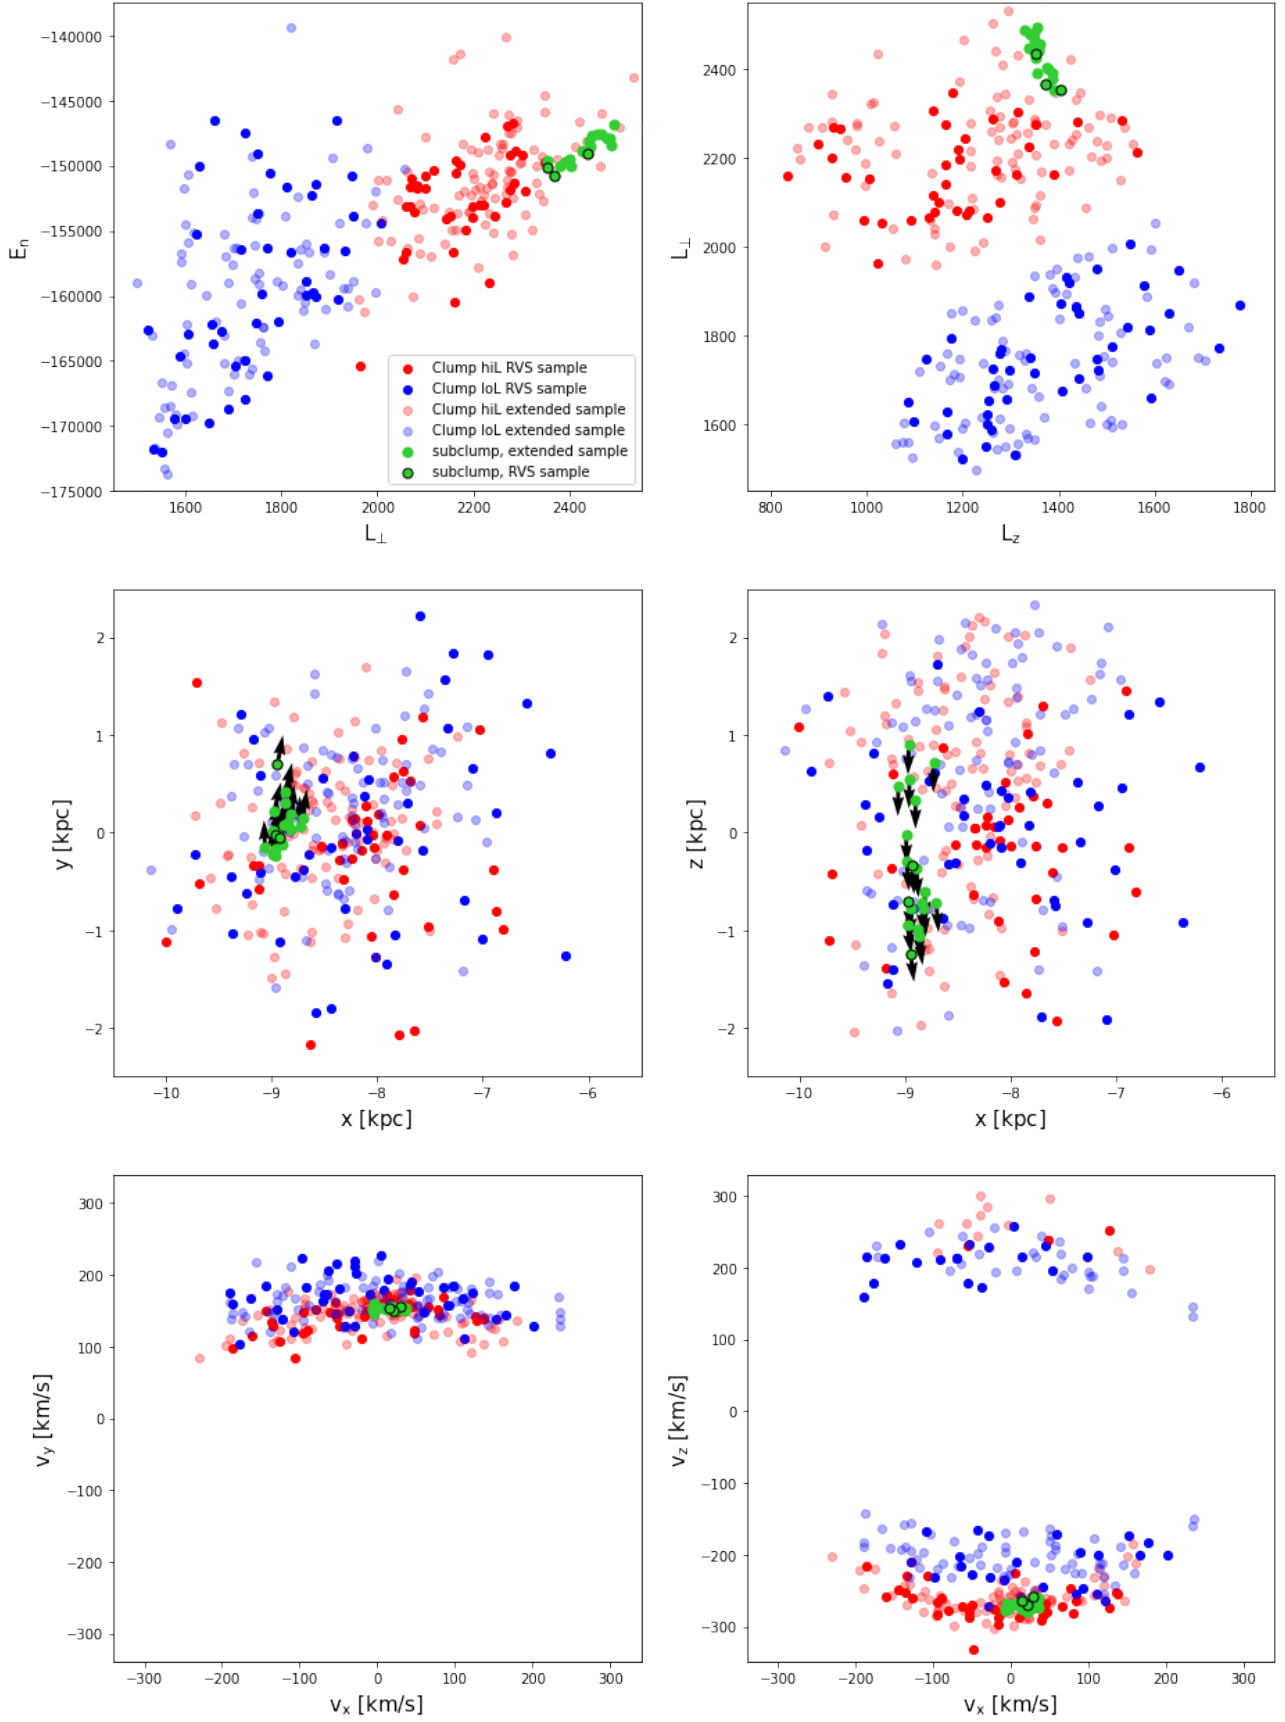 −140000
−145000
−150000
−155000
−160000
−165000
−170000
−175000
E_n
1600 1800 2000 2200 2400
L_⊥
Clump hiL RVS sample
Clump loL RVS sample
Clump hiL extended sample
Clump loL extended sample
subclump, extended sample
subclump, RVS sample
2400
2200
2000
1800
1600
L_⊥
800 1000 1200 1400 1600 1800
L_z
2
1
0
−1
−2
y [kpc]
−10 −9 −8 −7 −6
x [kpc]
2
1
0
−1
−2
z [kpc]
−10 −9 −8 −7 −6
x [kpc]
300
200
100
0
−100
−200
−300
v_y [km/s]
−300 −200 −100 0 100 200 300
v_x [km/s]
300
200
100
0
−100
−200
−300
v_z [km/s]
−300 −200 −100 0 100 200 300
v_x [km/s]